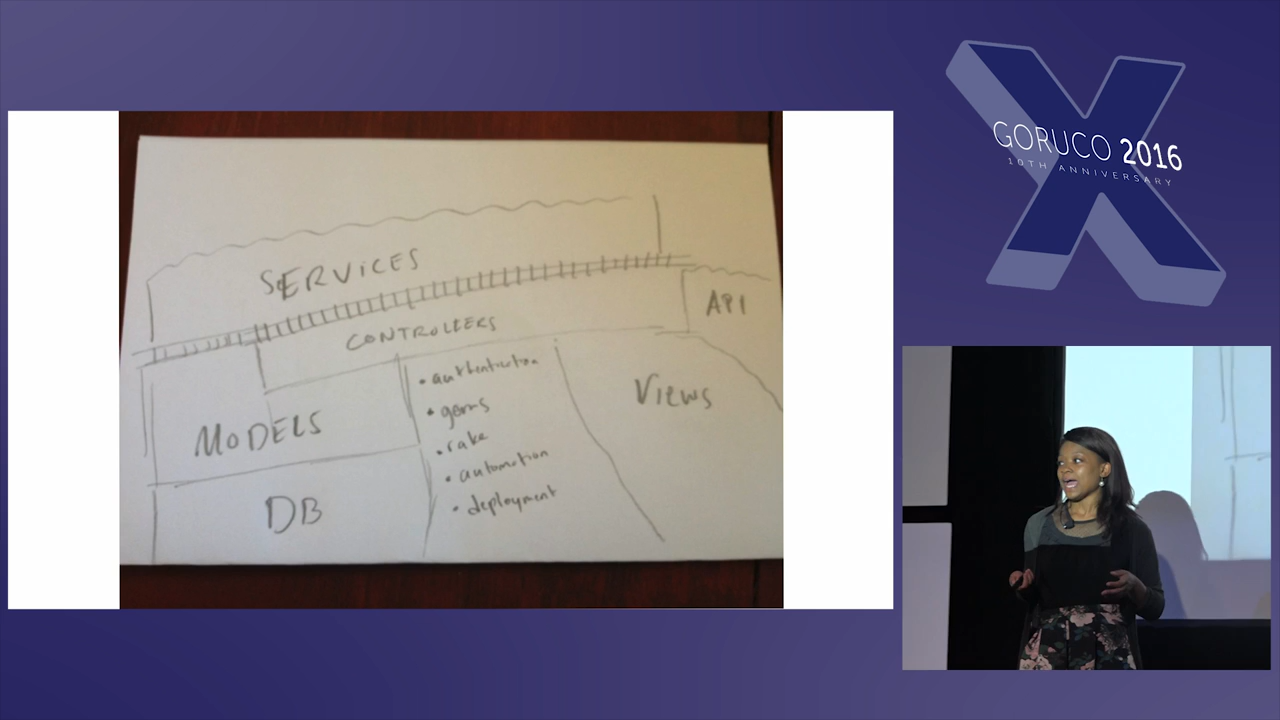 SERVICES
CONTROLLERS
API
MODELS
• authentication
• gems
• rake
• automation
• deployment
VIEWS
DB
GORUCO 2016
10TH ANNIVERSARY